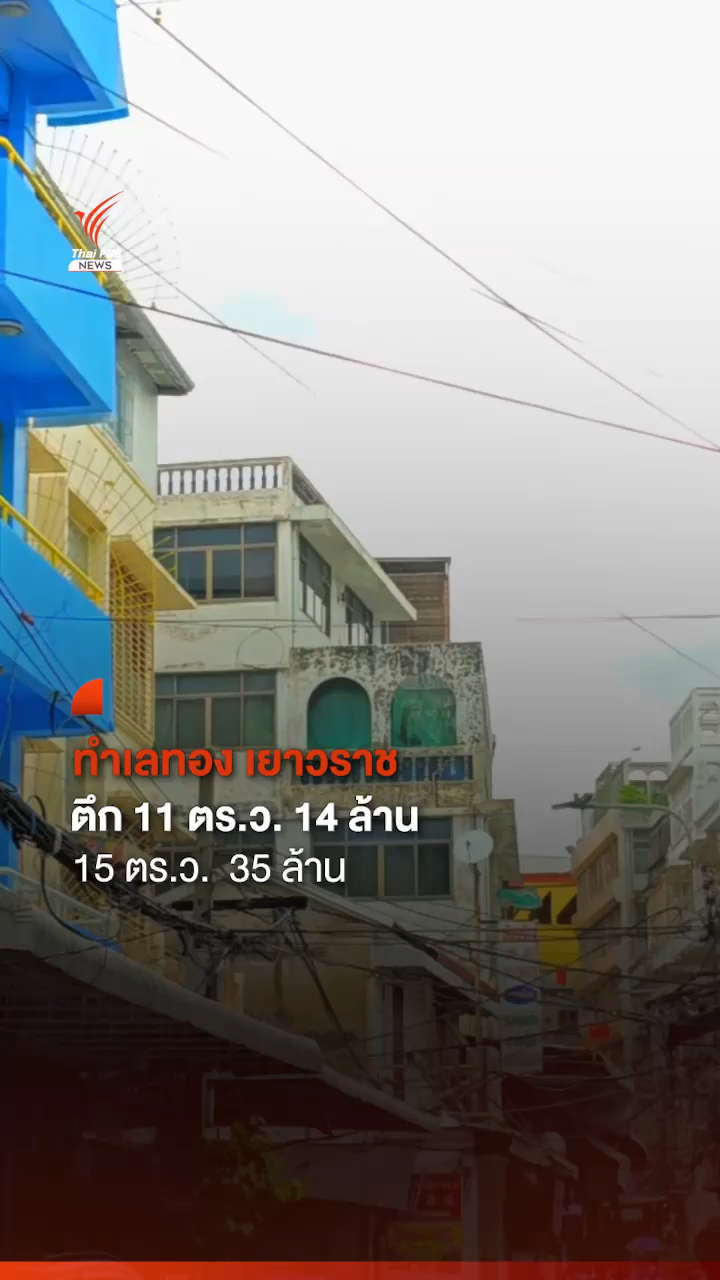 Thai PBS
NEWS
ทำเลทอง เยาวราช
ตึก 11 ตร.ว. 14 ล้าน
15 ตร.ว. 35 ล้าน